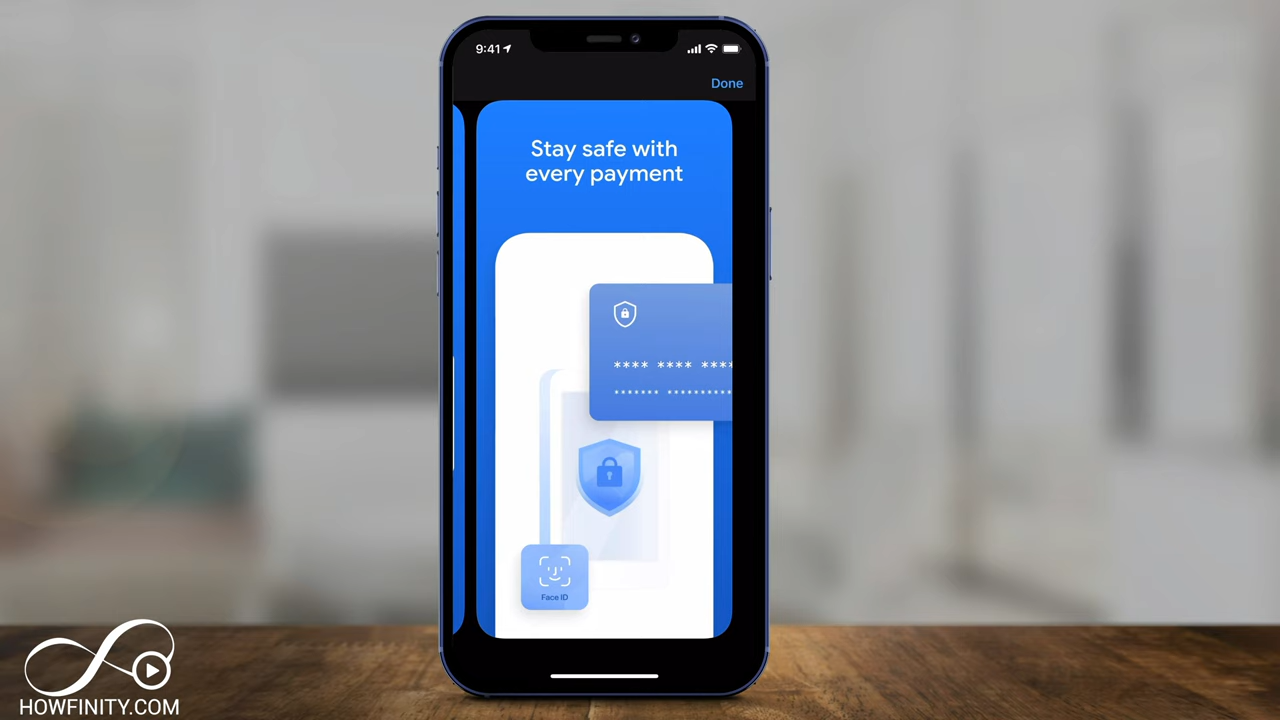 9:41
Done
Stay safe with
every payment
**** **** ****
Face ID
HOWFINITY.COM